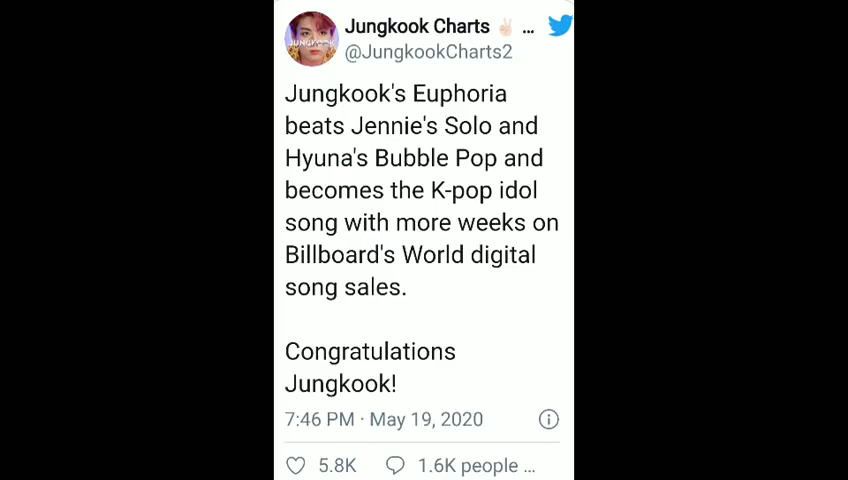 Jungkook Charts ✌🏻 ...
@JungkookCharts2
JUNGKOOK
Jungkook's Euphoria
beats Jennie's Solo and
Hyuna's Bubble Pop and
becomes the K-pop idol
song with more weeks on
Billboard's World digital
song sales.
Congratulations
Jungkook!
7:46 PM · May 19, 2020
5.8K 1.6K people ...